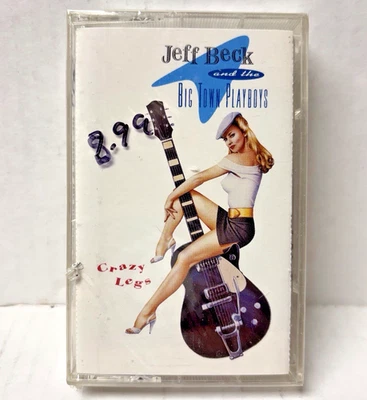 Jeff Beck
and the
Big Town Playboys
8.99
Crazy
Legs